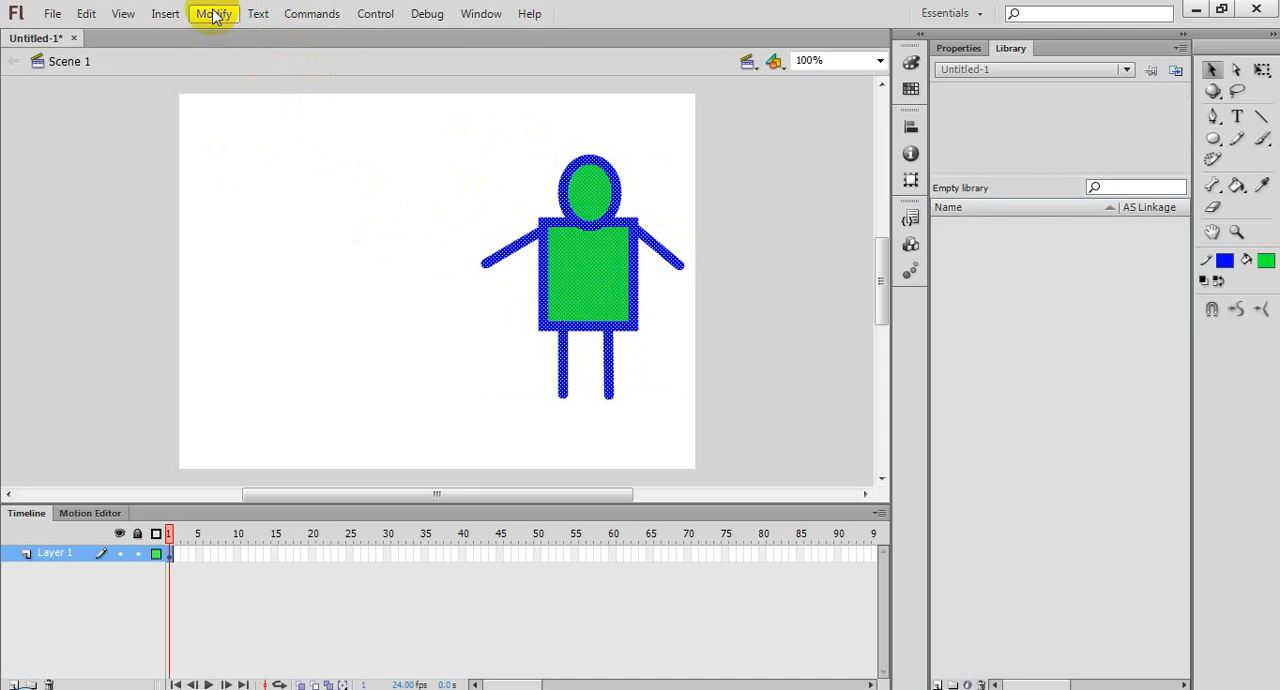 Fl File Edit View Insert Modify Text Commands Control Debug Window Help Essentials
Untitled-1* ×
Scene 1 100%
Properties Library
Untitled-1
Empty library
Name AS Linkage
Timeline Motion Editor
1 5 10 15 20 25 30 35 40 45 50 55 60 65 70 75 80 85 90 9
Layer 1
1 24.00 fps 0.0 s